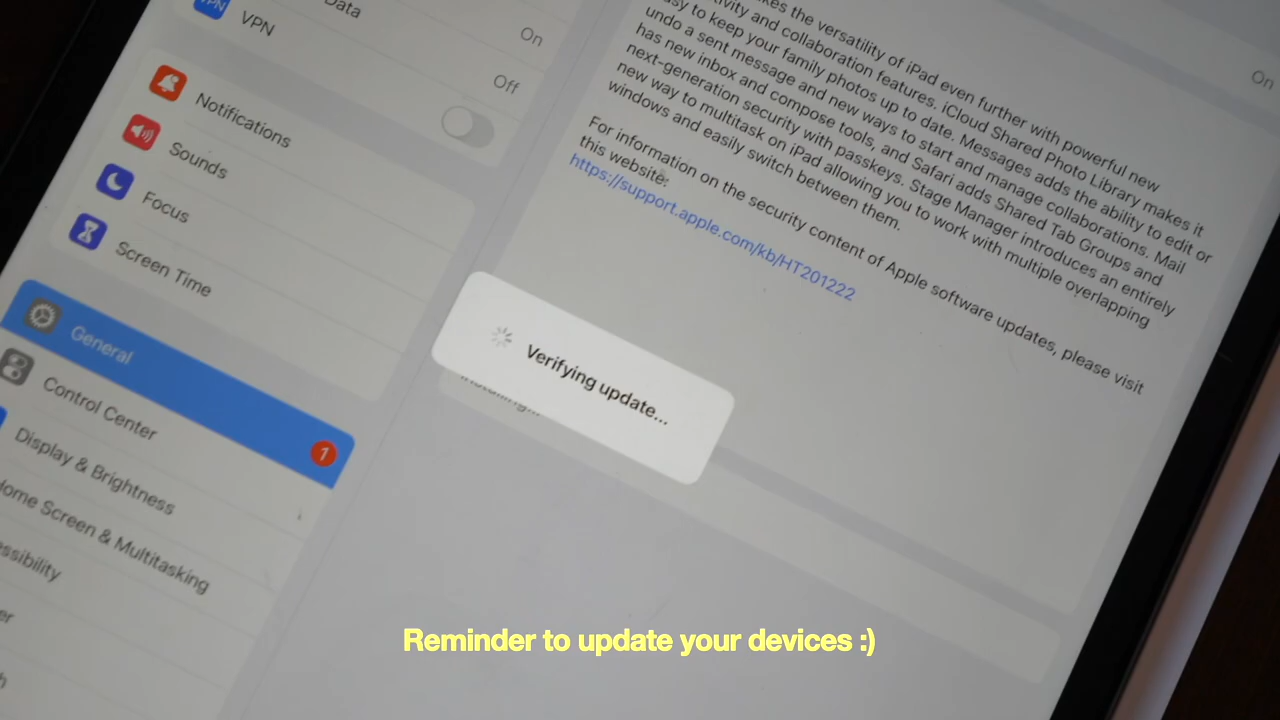 Data
On
VPN
VPN
Off
Notifications
Sounds
Focus
Screen Time
General
1
Control Center
Display & Brightness
Home Screen & Multitasking
On
the versatility of iPad even further with powerful new
and collaboration features. iCloud Shared Photo Library makes it
to keep your family photos up to date. Messages adds the ability to edit or
undo a sent message and new ways to start and manage collaborations. Mail
has new inbox and compose tools, and Safari adds Shared Tab Groups and
next-generation security with passkeys. Stage Manager introduces an entirely
new way to multitask on iPad allowing you to work with multiple overlapping
windows and easily switch between them.
For information on the security content of Apple software updates, please visit
this website:
https://support.apple.com/kb/HT201222
Verifying update...
Reminder to update your devices :)